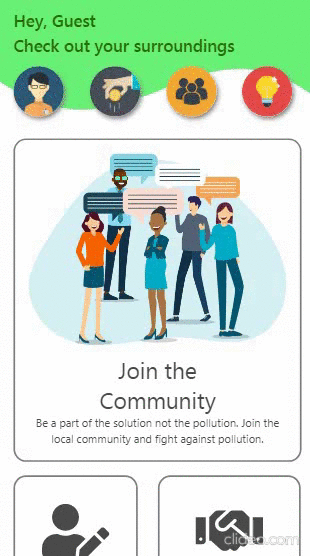 Hey, Guest
Check out your surroundings
Join the
Community
Be a part of the solution not the pollution. Join the
local community and fight against pollution.
clideo.com